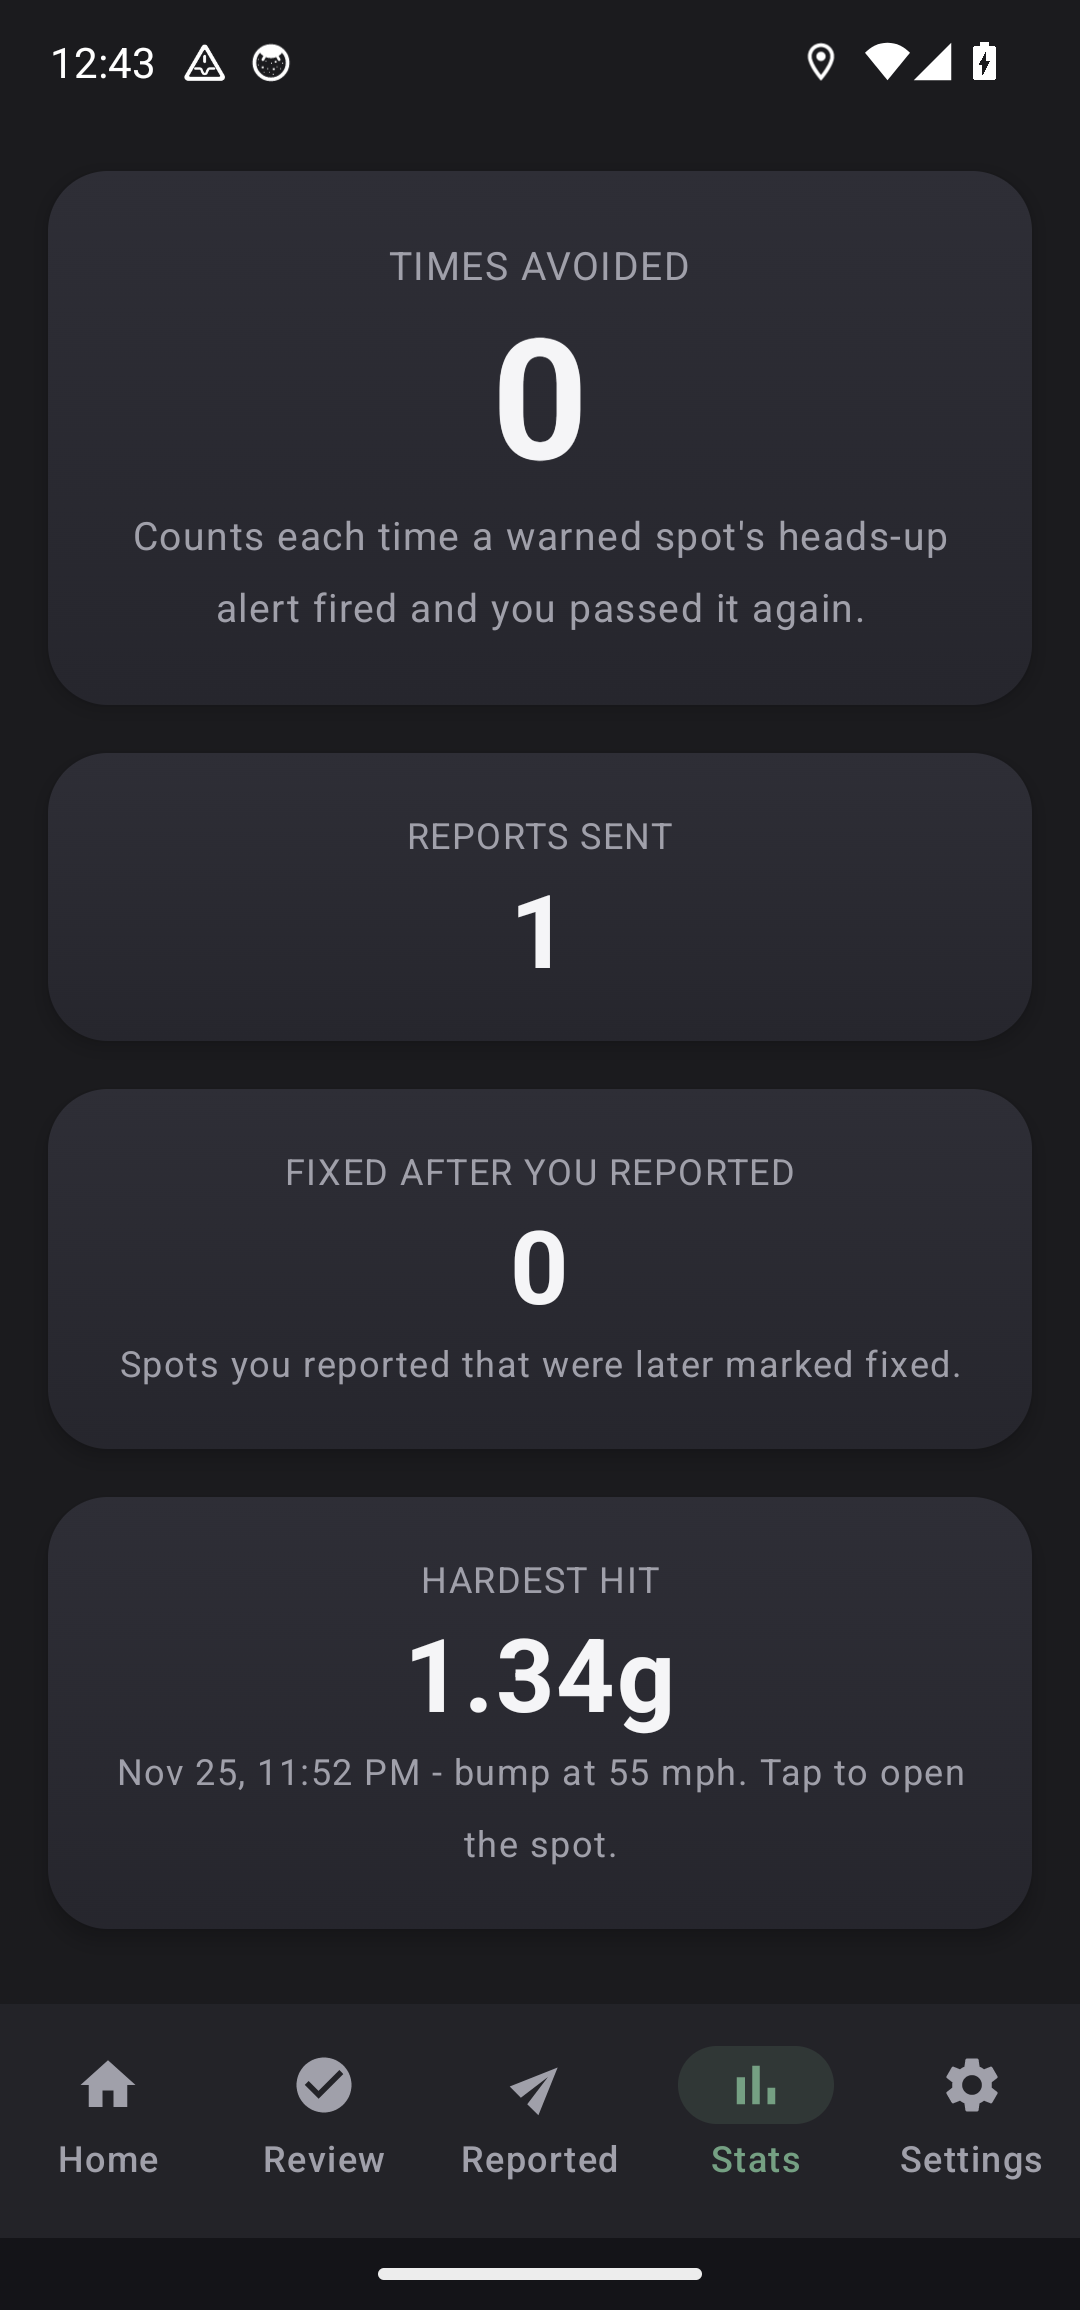 12:43
TIMES AVOIDED
0
Counts each time a warned spot's heads-up
alert fired and you passed it again.
REPORTS SENT
1
FIXED AFTER YOU REPORTED
0
Spots you reported that were later marked fixed.
HARDEST HIT
1.34g
Nov 25, 11:52 PM - bump at 55 mph. Tap to open
the spot.
Home Review Reported Stats Settings